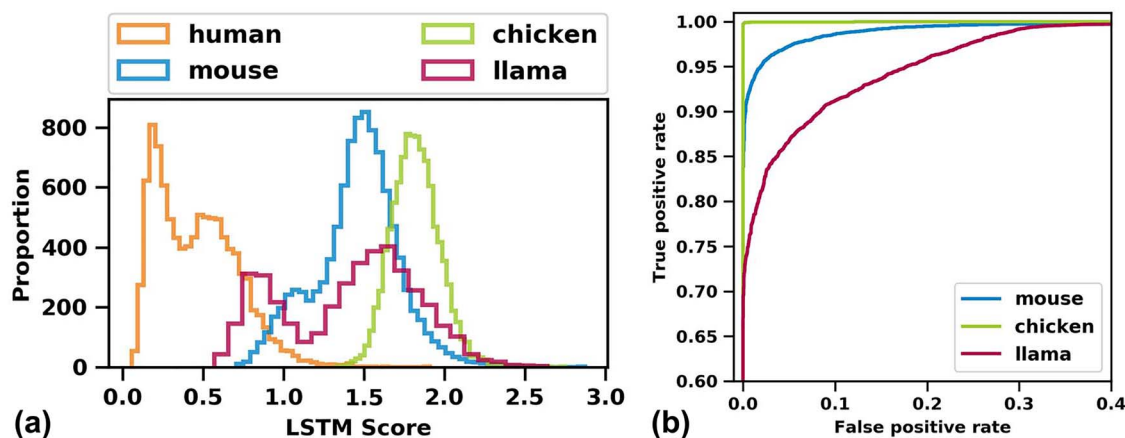 human
chicken
mouse
llama
800
600
400
200
0
Proportion
0.0 0.5 1.0 1.5 2.0 2.5 3.0
LSTM Score
(a)
1.00
0.95
0.90
0.85
0.80
0.75
0.70
0.65
0.60
True positive rate
mouse
chicken
llama
0.0 0.1 0.2 0.3 0.4
False positive rate
(b)